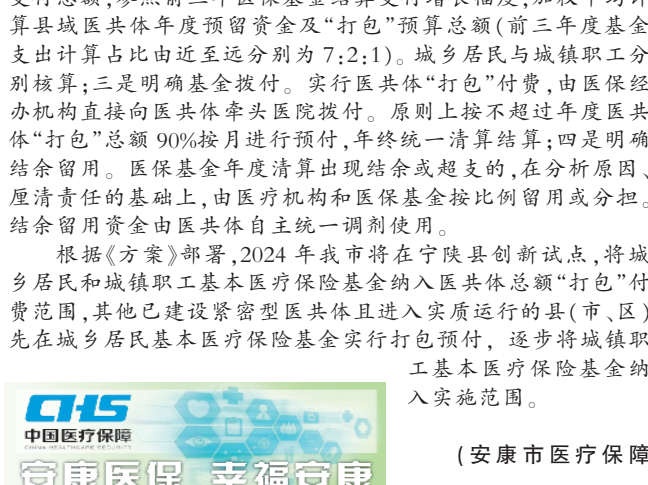 支付总额,参照前三年医保基金结算支付增长幅度,加权平均计
算县域医共体年度预留资金及“打包”预算总额(前三年度基金
支出计算占比由近至远分别为 7:2:1)。城乡居民与城镇职工分
别核算;三是明确基金拨付。实行医共体“打包”付费,由医保经
办机构直接向医共体牵头医院拨付。原则上按不超过年度医共
体“打包”总额 90%按月进行预付,年终统一清算结算;四是明确
结余留用。医保基金年度清算出现结余或超支的,在分析原因、
厘清责任的基础上,由医疗机构和医保基金按比例留用或分担。
结余留用资金由医共体自主统一调剂使用。
根据《方案》部署,2024 年我市将在宁陕县创新试点,将城
乡居民和城镇职工基本医疗保险基金纳入医共体总额“打包”付
费范围,其他已建设紧密型医共体且进入实质运行的县(市、区)
先在城乡居民基本医疗保险基金实行打包预付,逐步将城镇职
工基本医疗保险基金纳
入实施范围。
CHS
中国医疗保障
CHINA HEALTHCARE SECURITY
安康医保 幸福安康
(安康市医疗保障